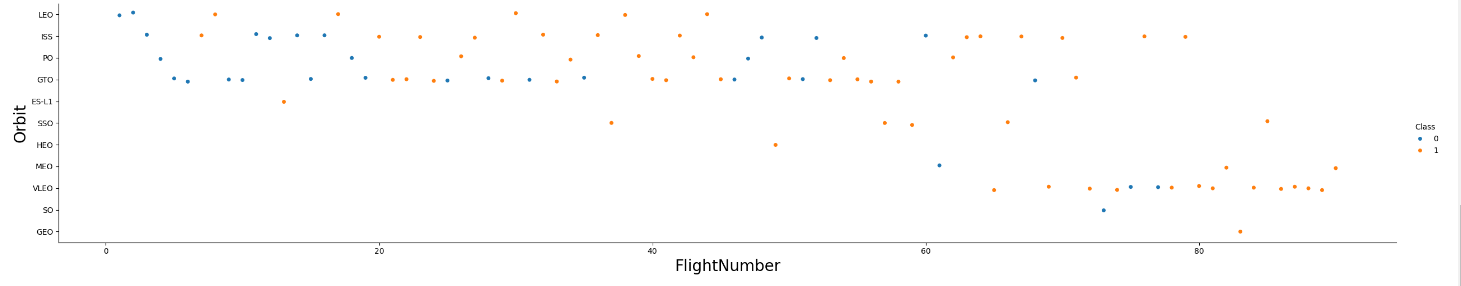 Orbit
LEO
ISS
PO
GTO
ES-L1
SSO
HEO
MEO
VLEO
SO
GEO
0 20 40 60 80
FlightNumber
Class
0
1